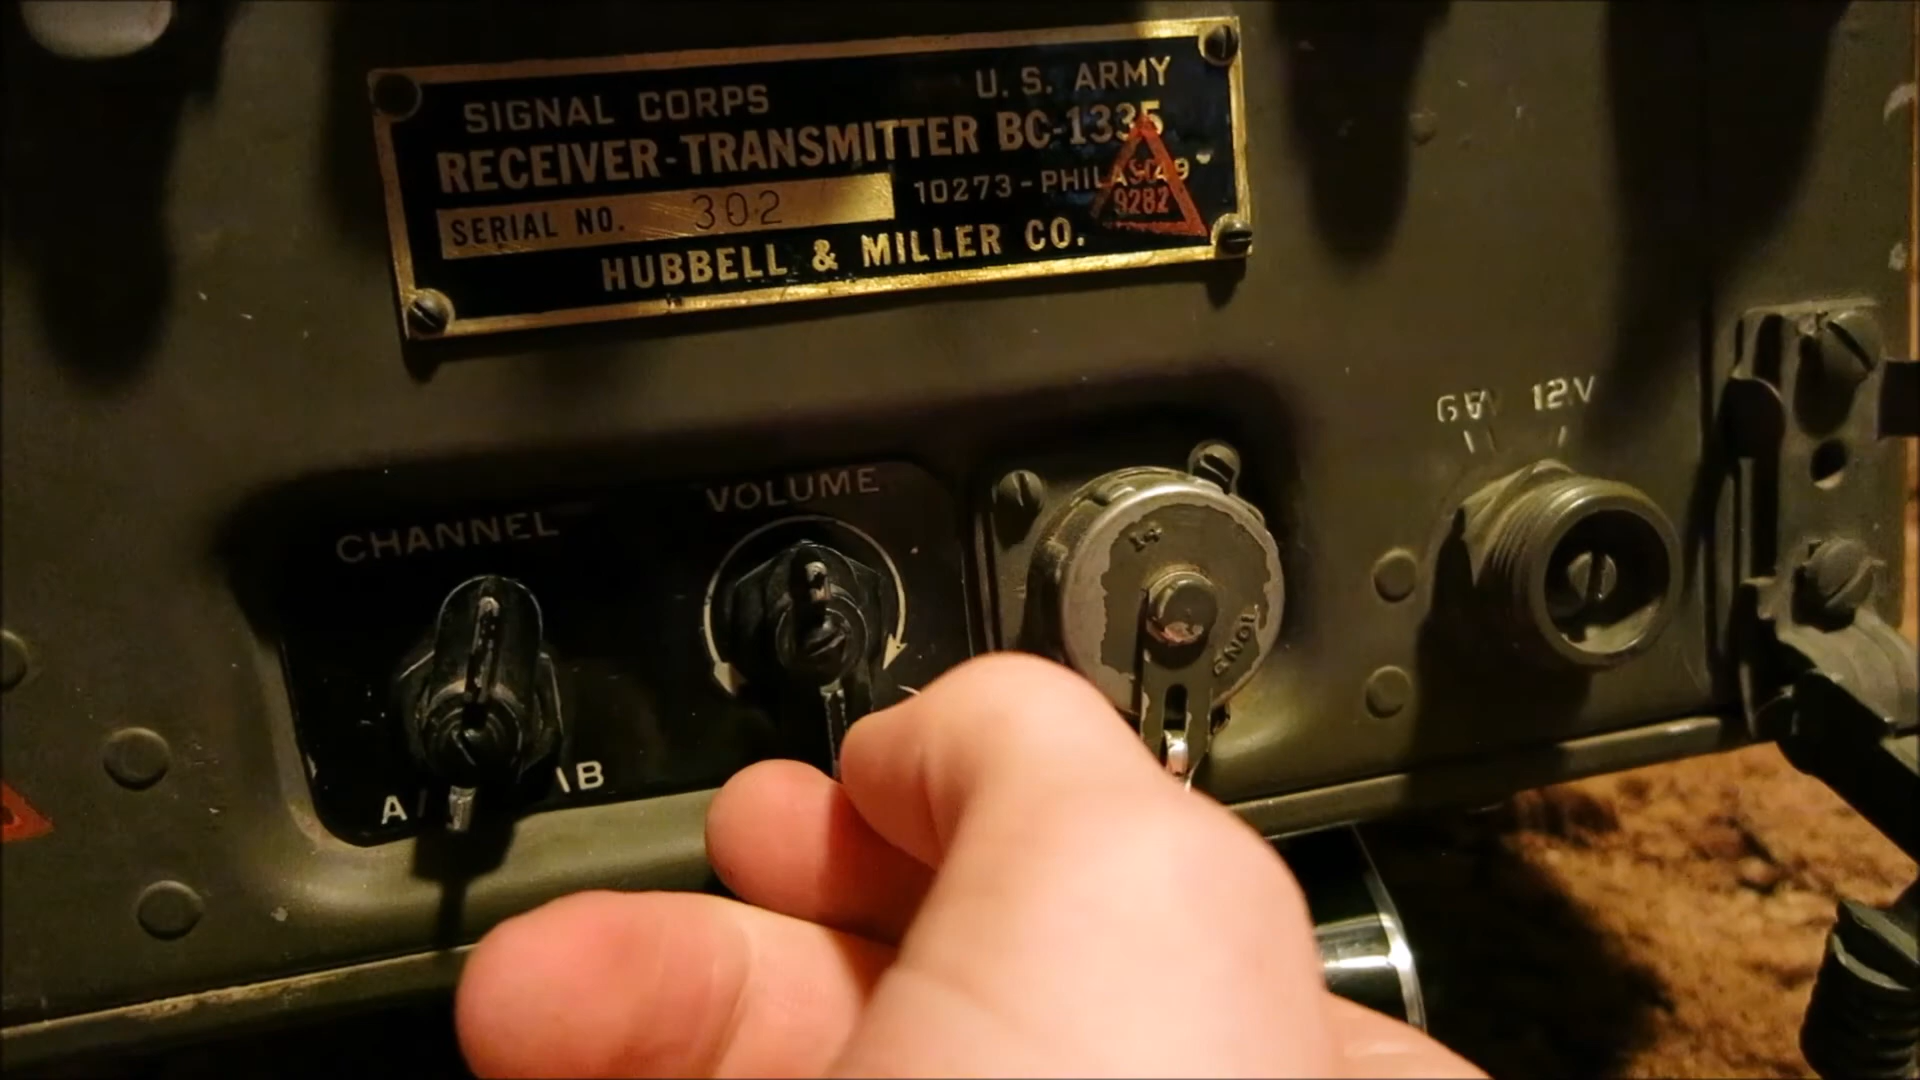 SIGNAL CORPS U. S. ARMY
RECEIVER-TRANSMITTER BC-1335
SERIAL NO. 302 10273-PHILA-49
9282
HUBBELL & MILLER CO.
6V 12V
VOLUME
CHANNEL
A B